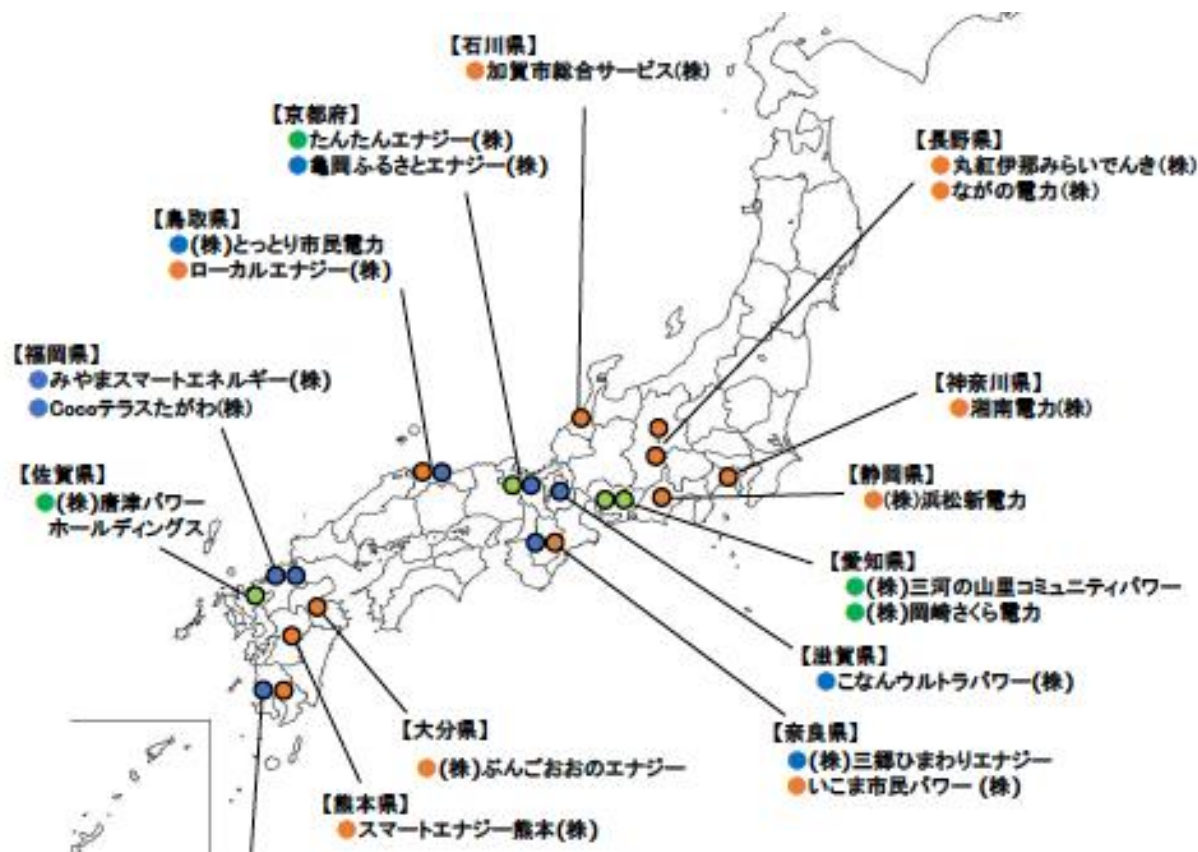 【石川県】
●加賀市総合サービス(株)
【京都府】
●たんたんエナジー(株)
●亀岡ふるさとエナジー(株)
【長野県】
●丸紅伊那みらいでんき(株)
●ながの電力(株)
【鳥取県】
●(株)とっとり市民電力
●ローカルエナジー(株)
【福岡県】
●みやまスマートエネルギー(株)
●Cocoテラスたがわ(株)
【神奈川県】
●湘南電力(株)
【佐賀県】
●(株)唐津パワー
ホールディングス
【静岡県】
●(株)浜松新電力
【愛知県】
●(株)三河の山里コミュニティパワー
●(株)岡崎さくら電力
【滋賀県】
●こなんウルトラパワー(株)
【奈良県】
●(株)三郷ひまわりエナジー
●いこま市民パワー(株)
【大分県】
●(株)ぶんごおおのエナジー
【熊本県】
●スマートエナジー熊本(株)